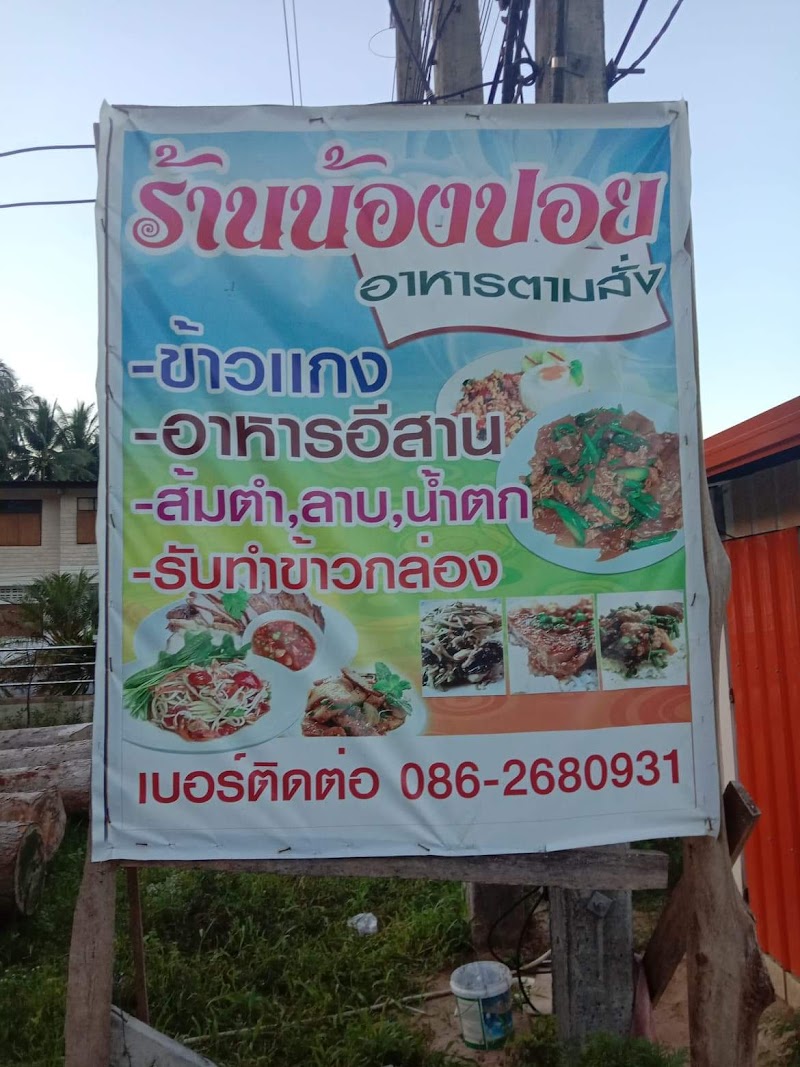 ร้านน้องปอย
อาหารตามสั่ง
-ข้าวแกง
-อาหารอีสาน
-ส้มตำ,ลาบ,น้ำตก
-รับทำข้าวกล่อง
เบอร์ติดต่อ 086-2680931